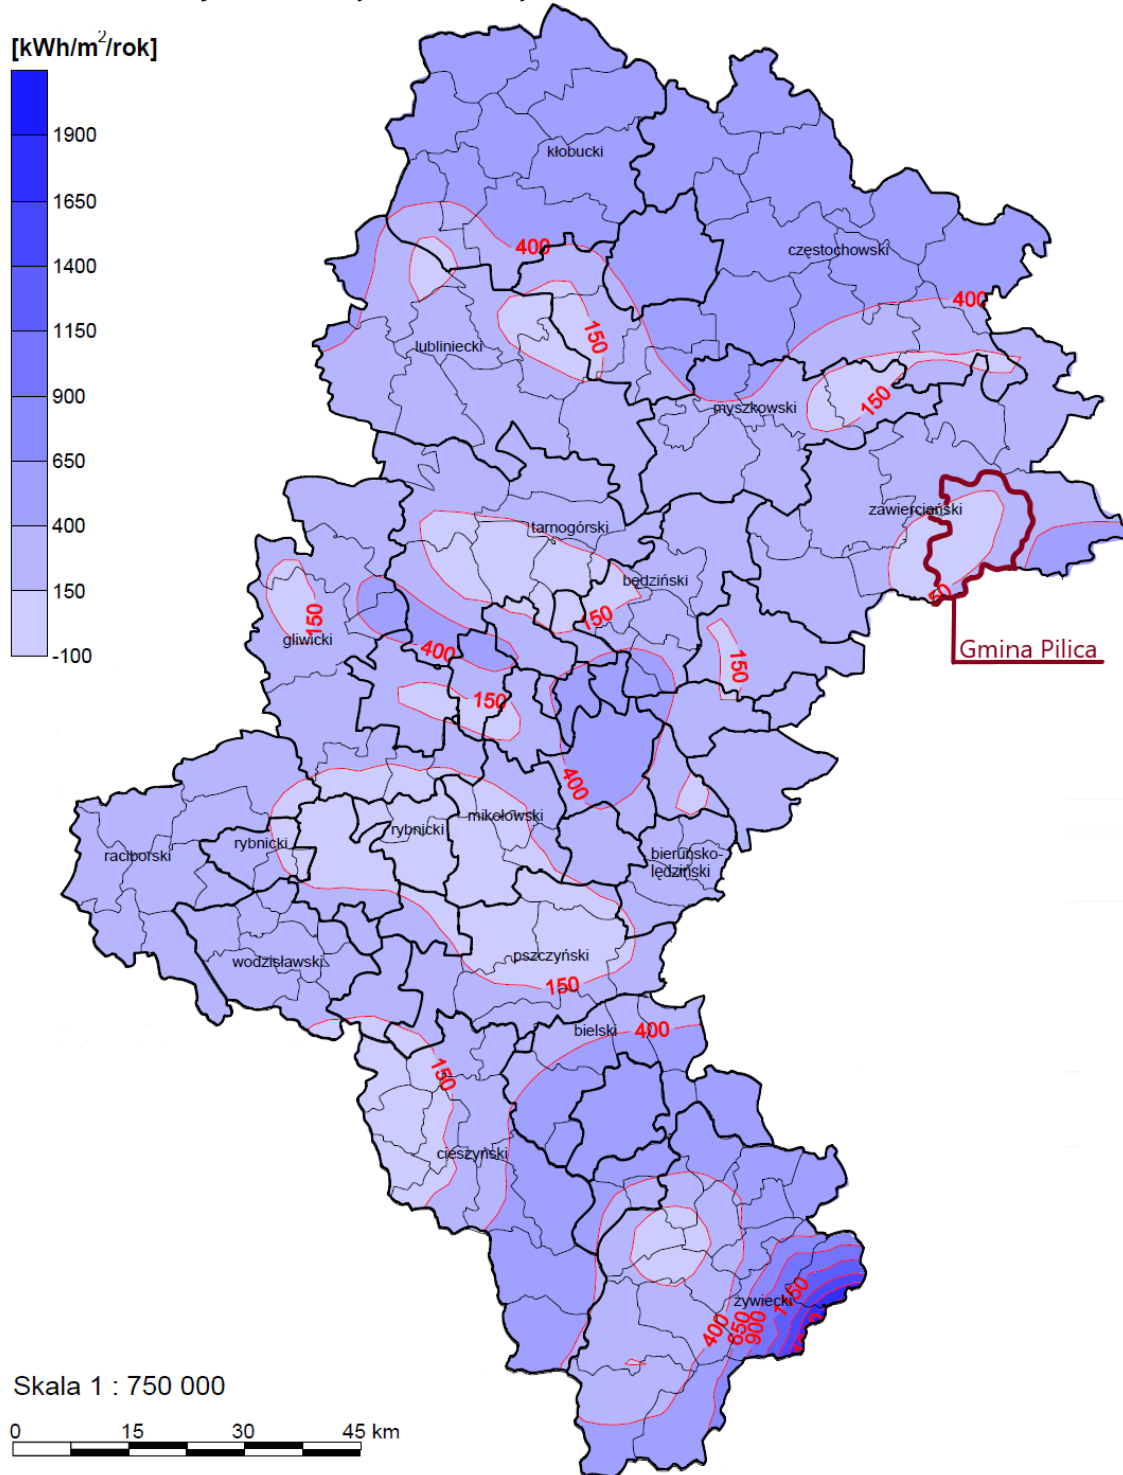 [kWh/m²/rok]
1900
1650
1400
1150
900
650
400
150
-100
kłobucki
częstochowski
400
400
150
lubliniecki
myszkowski
150
zawierciański
tarnogórski
będziński
150
150
gliwicki
400
150
150
Gmina Pilica
400
mikołowski
rybnicki
rybnicki
raciborski
bieruńsko-
lędziński
pszczyński
wodzisławski
150
bielski
400
150
cieszyński
żywiecki
400
650
900
1150
Skala 1 : 750 000
0 15 30 45 km